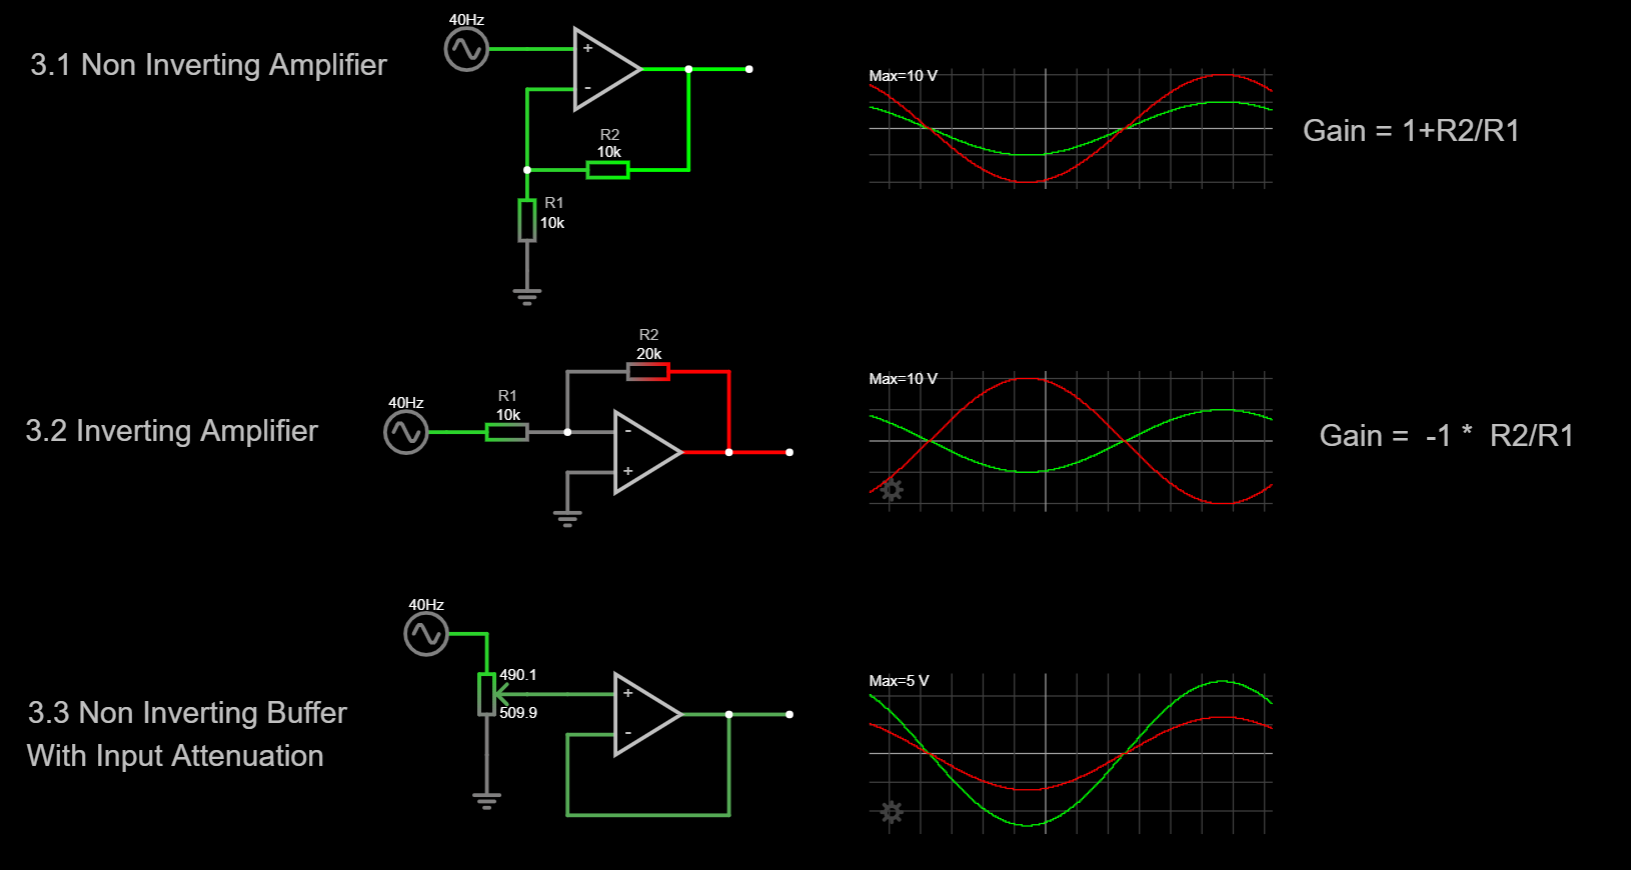 40Hz
3.1 Non Inverting Amplifier
+
-
R2
10k
R1
10k
Max=10 V
Gain = 1+R2/R1
R2
20k
40Hz
R1
10k
3.2 Inverting Amplifier
-
+
Max=10 V
Gain =  -1 *  R2/R1
40Hz
490.1
509.9
+
-
3.3 Non Inverting Buffer
With Input Attenuation
Max=5 V